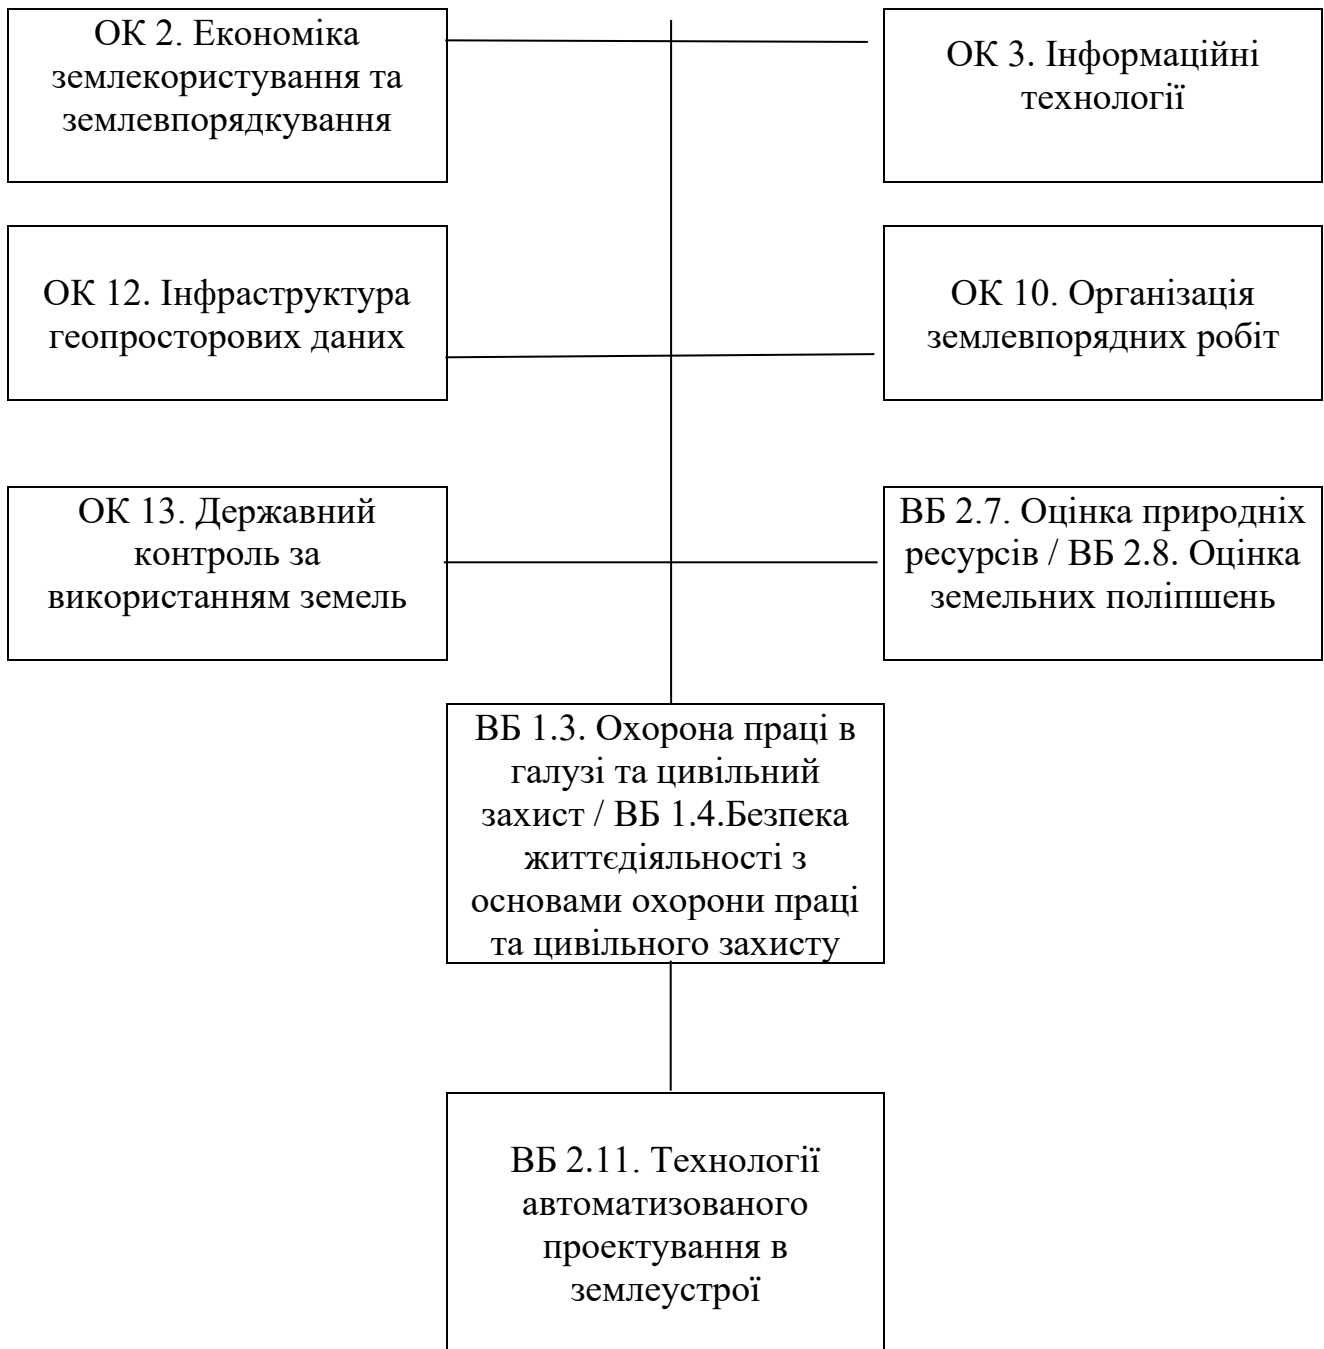 ОК 2. Економіка
землекористування та
землевпорядкування
ОК 3. Інформаційні
технології
ОК 12. Інфраструктура
геопросторових даних
ОК 10. Організація
землевпорядних робіт
ОК 13. Державний
контроль за
використанням земель
ВБ 2.7. Оцінка природніх
ресурсів / ВБ 2.8. Оцінка
земельних поліпшень
ВБ 1.3. Охорона праці в
галузі та цивільний
захист / ВБ 1.4.Безпека
життєдіяльності з
основами охорони праці
та цивільного захисту
ВБ 2.11. Технології
автоматизованого
проектування в
землеустрої